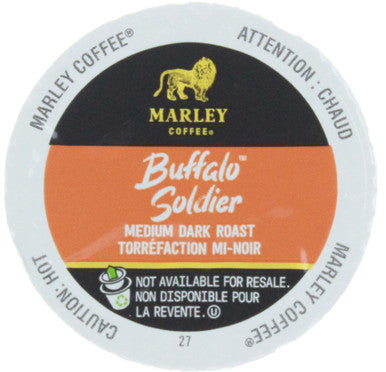 MARLEY COFFEE®
ATTENTION : CHAUD
MARLEY
COFFEE®
Buffalo™
Soldier
MEDIUM DARK ROAST
TORRÉFACTION MI-NOIR
NOT AVAILABLE FOR RESALE.
NON DISPONIBLE POUR
LA REVENTE. U
27
CAUTION: HOT
MARLEY COFFEE®